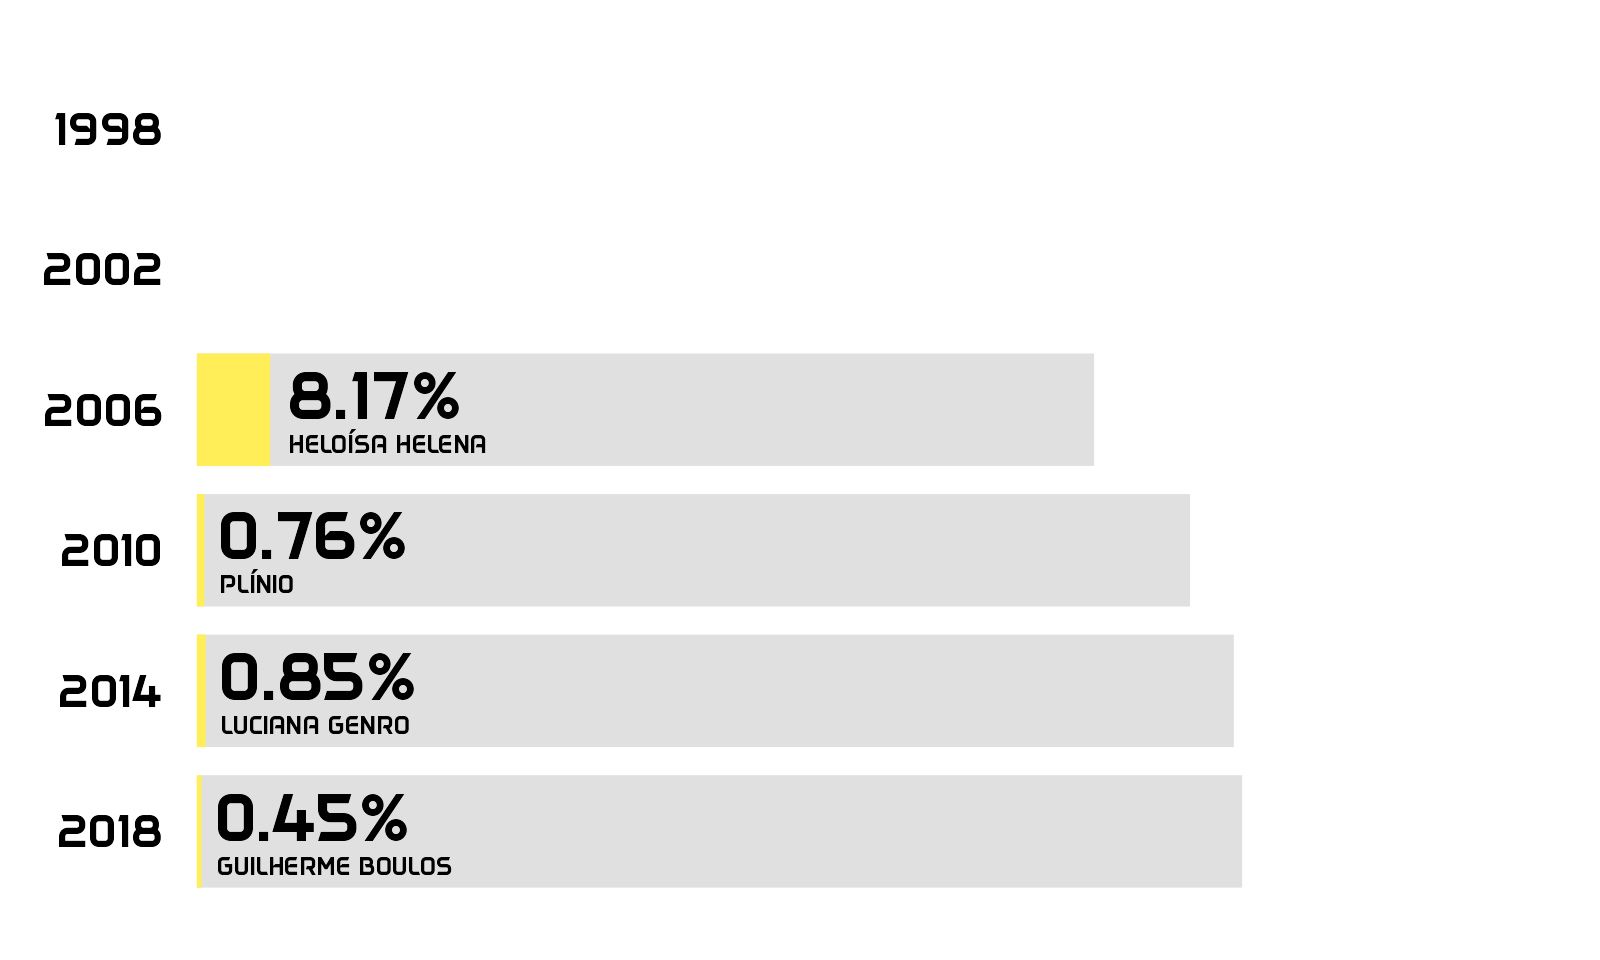 1998
2002
2006
8.17%
HELOÍSA HELENA
2010
0.76%
PLÍNIO
2014
0.85%
LUCIANA GENRO
2018
0.45%
GUILHERME BOULOS